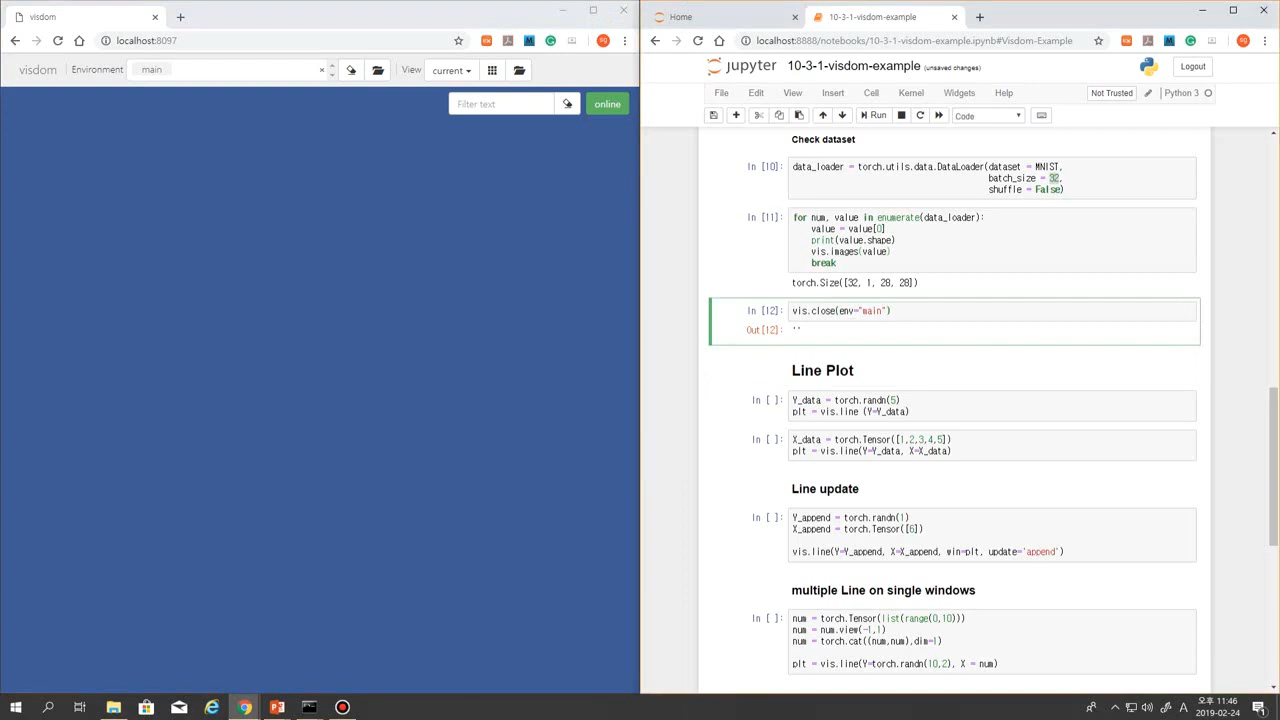 visdom
localhost:8097
isdom
Environment
main
View
current
Filter text
online
Home
10-3-1-visdom-example
localhost:8888/notebooks/10-3-1-visdom-example.ipynb#Visdom-Example
jupyter
10-3-1-visdom-example
(unsaved changes)
Logout
File
Edit
View
Insert
Cell
Kernel
Widgets
Help
Not Trusted
Python 3
Run
Code
Check dataset
In [10]:
data_loader = torch.utils.data.DataLoader(dataset = MNIST,
batch_size = 32,
shuffle = False)
In [11]:
for num, value in enumerate(data_loader):
value = value[0]
print(value.shape)
vis.images(value)
break
torch.Size([32, 1, 28, 28])
In [12]:
vis.close(env="main")
Out[12]:
''
Line Plot
In [ ]:
Y_data = torch.randn(5)
plt = vis.line (Y=Y_data)
In [ ]:
X_data = torch.Tensor([1,2,3,4,5])
plt = vis.line(Y=Y_data, X=X_data)
Line update
In [ ]:
Y_append = torch.randn(1)
X_append = torch.Tensor([6])
vis.line(Y=Y_append, X=X_append, win=plt, update='append')
multiple Line on single windows
In [ ]:
num = torch.Tensor(list(range(0,10)))
num = num.view(-1,1)
num = torch.cat((num,num),dim=1)
plt = vis.line(Y=torch.randn(10,2), X = num)
A
오후 11:46
2019-02-24